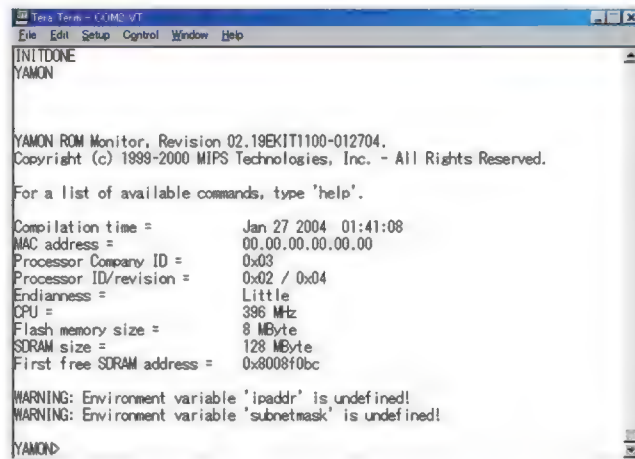 Tera Term - COM2 VT
File Edit Setup Control Window Help
INITDONE
YAMON
YAMON ROM Monitor, Revision 02.19EKIT1100-012704.
Copyright (c) 1999-2000 MIPS Technologies, Inc. - All Rights Reserved.
For a list of available commands, type 'help'.
Compilation time = Jan 27 2004 01:41:08
MAC address = 00.00.00.00.00.00
Processor Company ID = 0x03
Processor ID/revision = 0x02 / 0x04
Endianness = Little
CPU = 396 MHz
Flash memory size = 8 MByte
SDRAM size = 128 MByte
First free SDRAM address = 0x8008f0bc
WARNING: Environment variable 'ipaddr' is undefined!
WARNING: Environment variable 'subnetmask' is undefined!
YAMON>